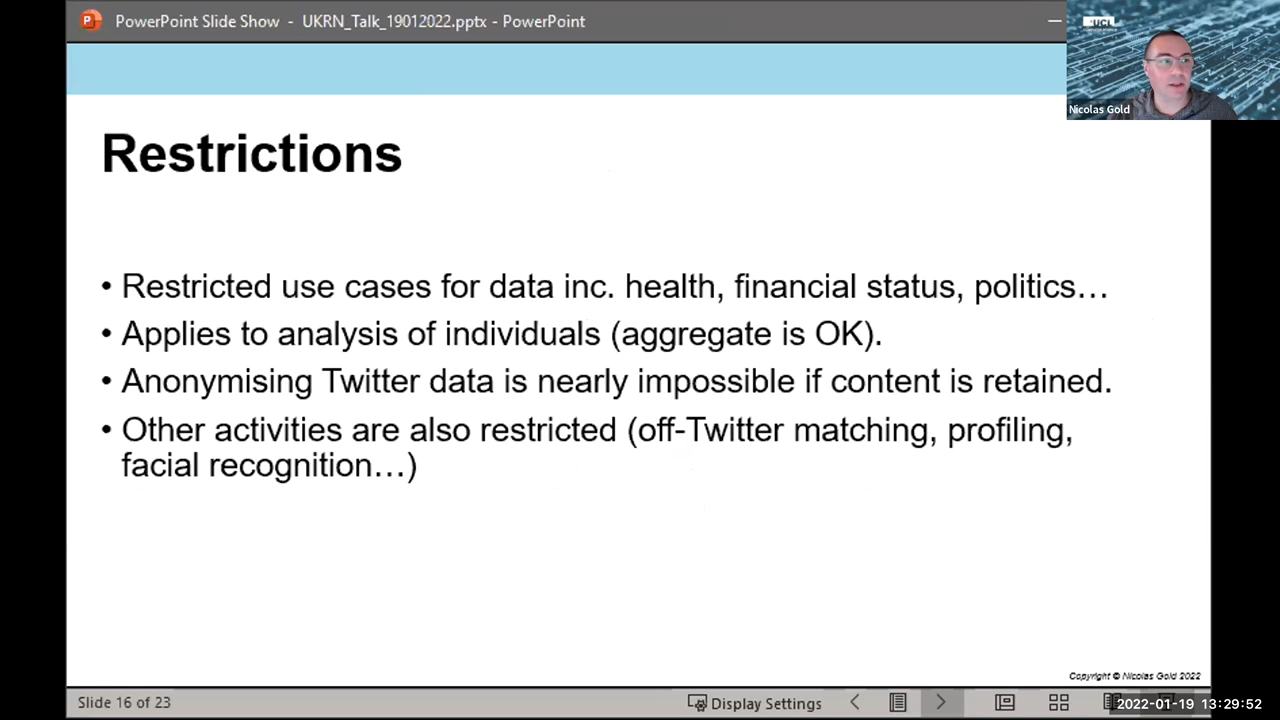 PowerPoint Slide Show - UKRN_Talk_19012022.pptx - PowerPoint
UCL
Nicolas Gold
Restrictions
• Restricted use cases for data inc. health, financial status, politics…
• Applies to analysis of individuals (aggregate is OK).
• Anonymising Twitter data is nearly impossible if content is retained.
• Other activities are also restricted (off-Twitter matching, profiling,
facial recognition…)
Copyright © Nicolas Gold 2022
Slide 16 of 23
Display Settings
2022-01-19 13:29:52